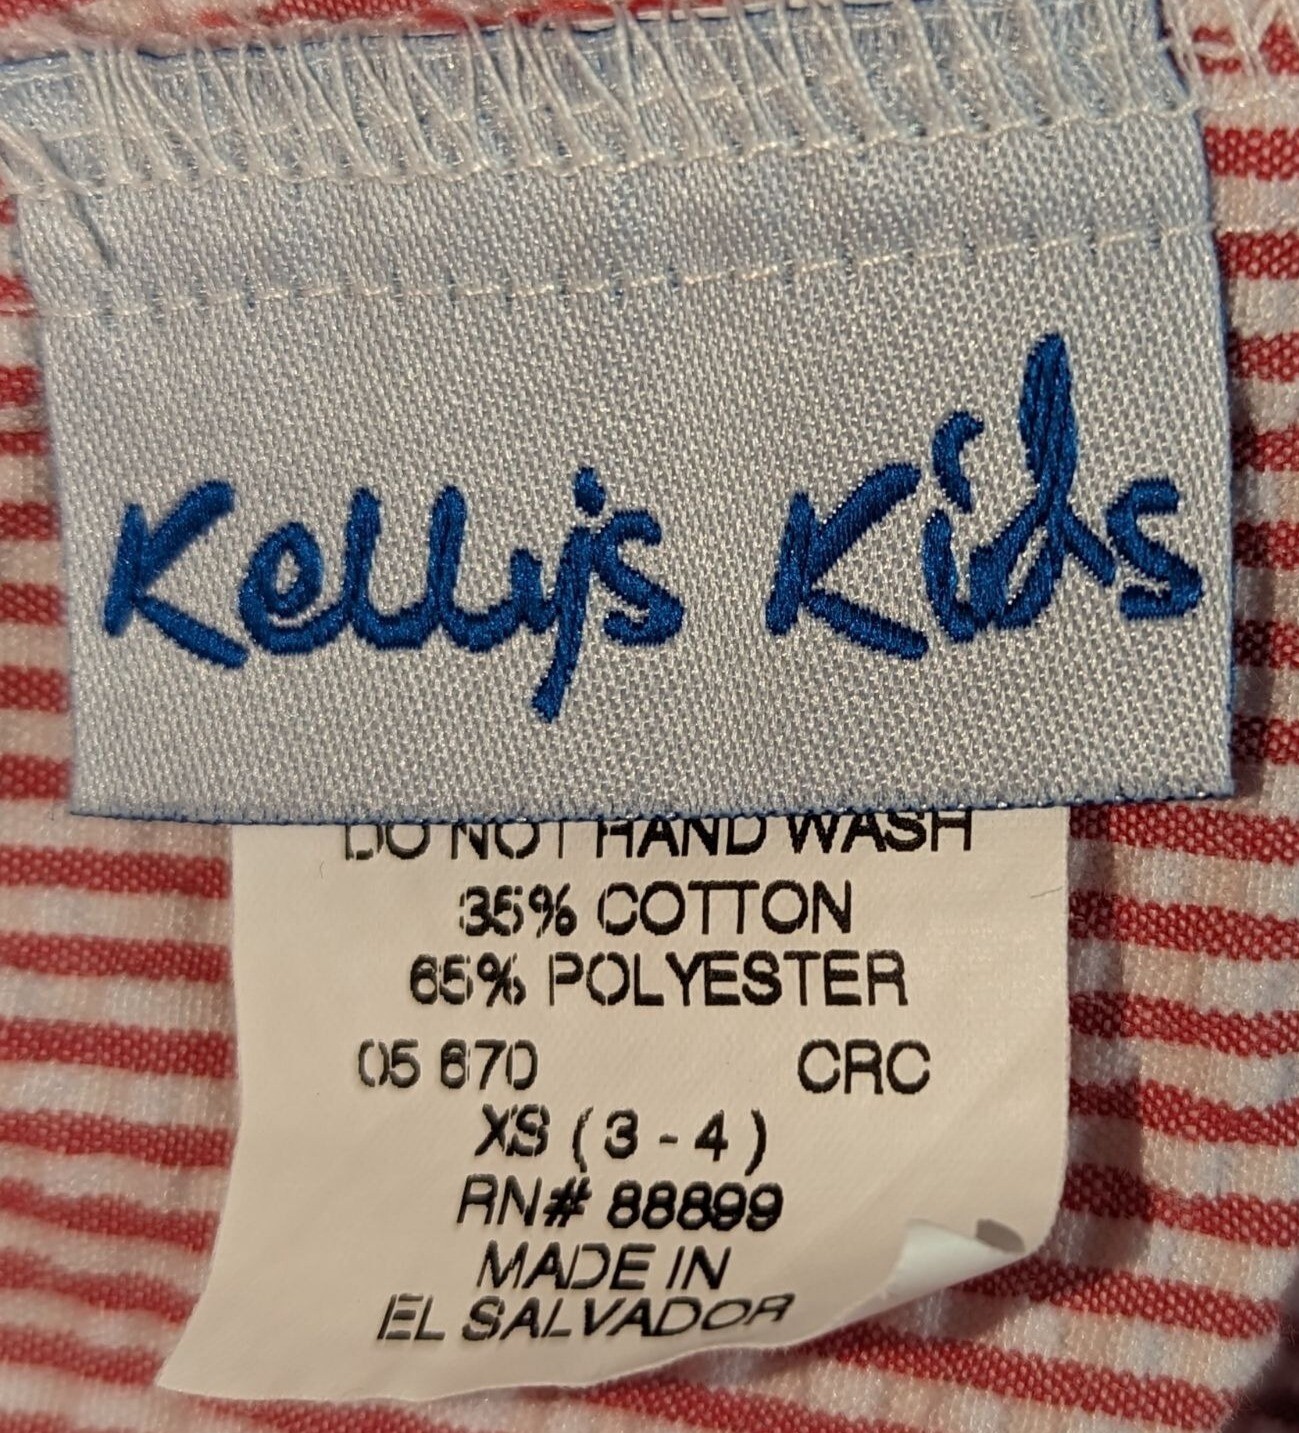 Kelly's Kids
DO NOT HAND WASH
35% COTTON
65% POLYESTER
05 670 CRC
XS ( 3 - 4 )
RN# 88899
MADE IN
EL SALVADOR